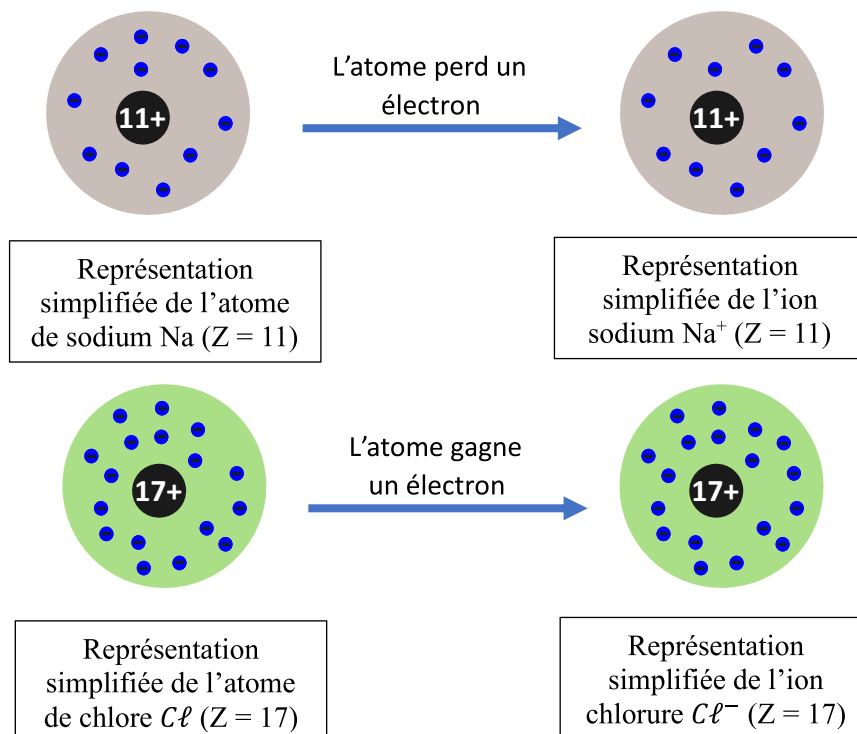 L’atome perd un
électron
11+
11+
Représentation
simplifiée de l’atome
de sodium Na (Z = 11)
Représentation
simplifiée de l’ion
sodium Na⁺ (Z = 11)
L’atome gagne
un électron
17+
17+
Représentation
simplifiée de l’atome
de chlore 𝐶ℓ (Z = 17)
Représentation
simplifiée de l’ion
chlorure 𝐶ℓ⁻ (Z = 17)